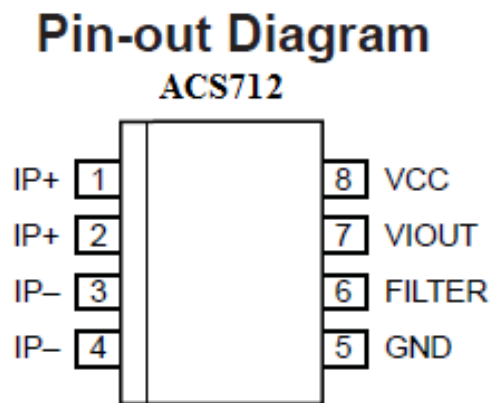 Pin-out Diagram
ACS712
IP+ 1 8 VCC
IP+ 2 7 VIOUT
IP– 3 6 FILTER
IP– 4 5 GND